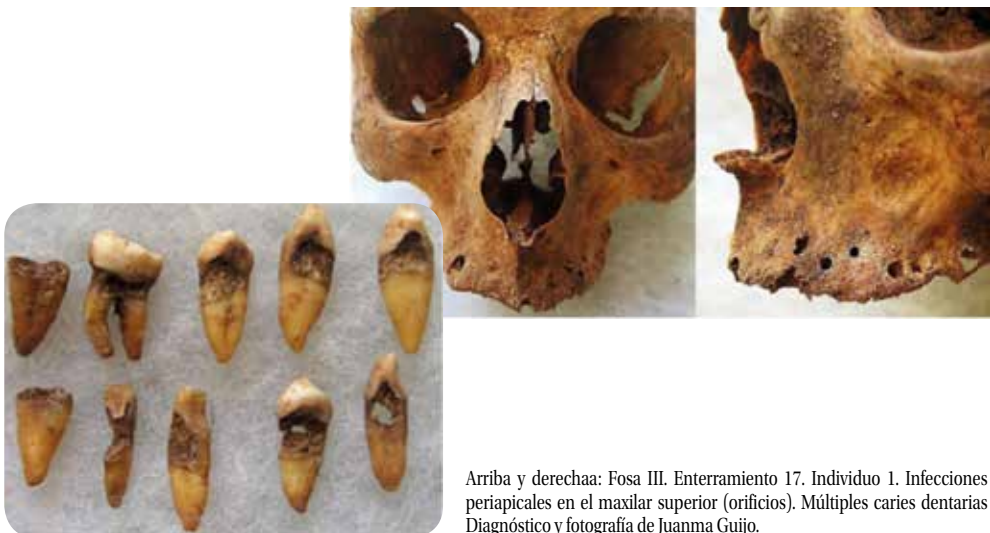 Arriba y derechaa: Fosa III. Enterramiento 17. Individuo 1. Infecciones
periapicales en el maxilar superior (orificios). Múltiples caries dentarias
Diagnóstico y fotografía de Juanma Guijo.